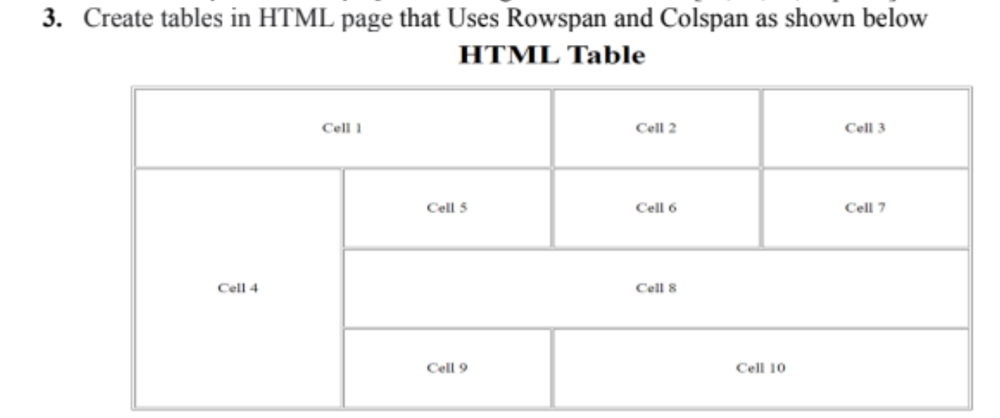 3. Create tables in HTML page that Uses Rowspan and Colspan as shown below
HTML Table
Cell 1
Cell 2
Cell 3
Cell 4
Cell 5
Cell 6
Cell 7
Cell 8
Cell 9
Cell 10